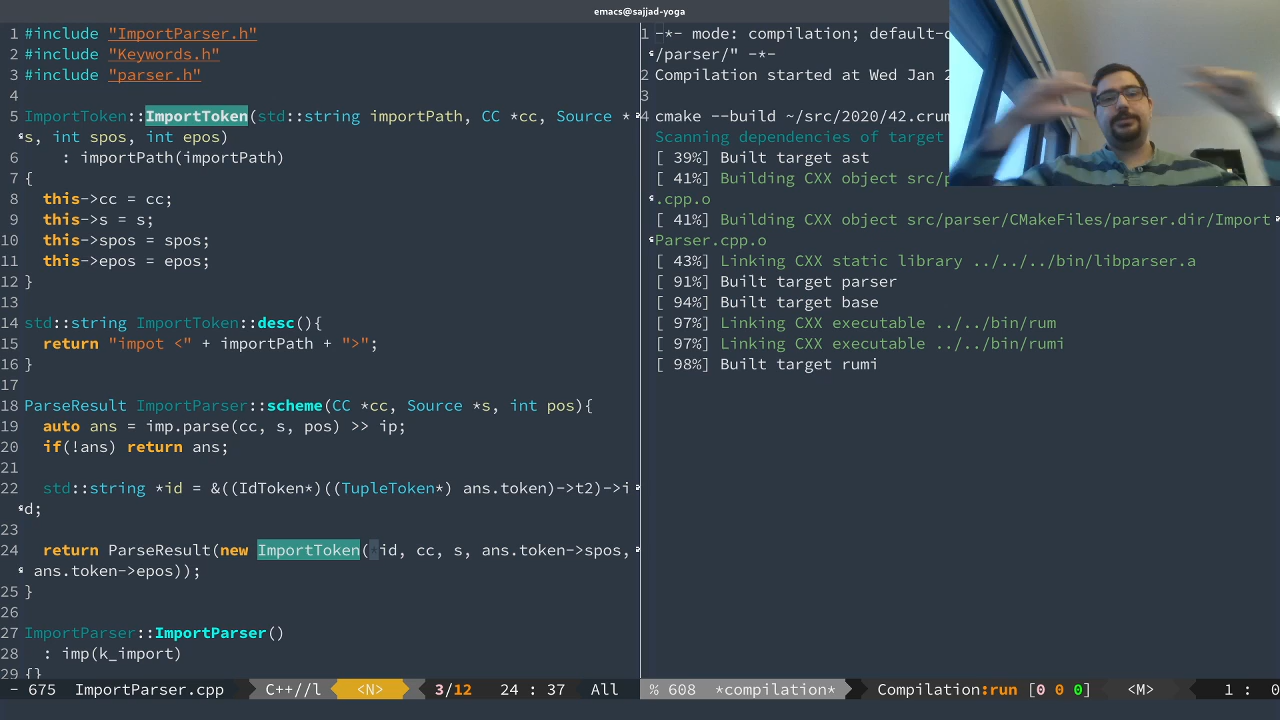 emacs@sajjad-yoga
1 #include "ImportParser.h"
2 #include "Keywords.h"
3 #include "parser.h"
4
5 ImportToken::ImportToken(std::string importPath, CC *cc, Source *
s, int spos, int epos)
6     : importPath(importPath)
7 {
8   this->cc = cc;
9   this->s = s;
10   this->spos = spos;
11   this->epos = epos;
12 }
13
14 std::string ImportToken::desc(){
15   return "impot <" + importPath + ">";
16 }
17
18 ParseResult ImportParser::scheme(CC *cc, Source *s, int pos){
19   auto ans = imp.parse(cc, s, pos) >> ip;
20   if(!ans) return ans;
21
22   std::string *id = &((IdToken*)((TupleToken*) ans.token)->t2)->i
d;
23
24   return ParseResult(new ImportToken(*id, cc, s, ans.token->spos,
ans.token->epos));
25 }
26
27 ImportParser::ImportParser()
28   : imp(k_import)
29 {}
- 675 ImportParser.cpp C++//l <N> 3/12 24 : 37 All
1 -*- mode: compilation; default-
/parser/" -*-
2 Compilation started at Wed Jan 2
3
4 cmake --build ~/src/2020/42.crum
Scanning dependencies of target
[ 39%] Built target ast
[ 41%] Building CXX object src/p
.cpp.o
[ 41%] Building CXX object src/parser/CMakeFiles/parser.dir/Import
Parser.cpp.o
[ 43%] Linking CXX static library ../../../bin/libparser.a
[ 91%] Built target parser
[ 94%] Built target base
[ 97%] Linking CXX executable ../../bin/rum
[ 97%] Linking CXX executable ../../bin/rumi
[ 98%] Built target rumi
% 608 *compilation* Compilation:run [0 0 0] <M> 1 : 0